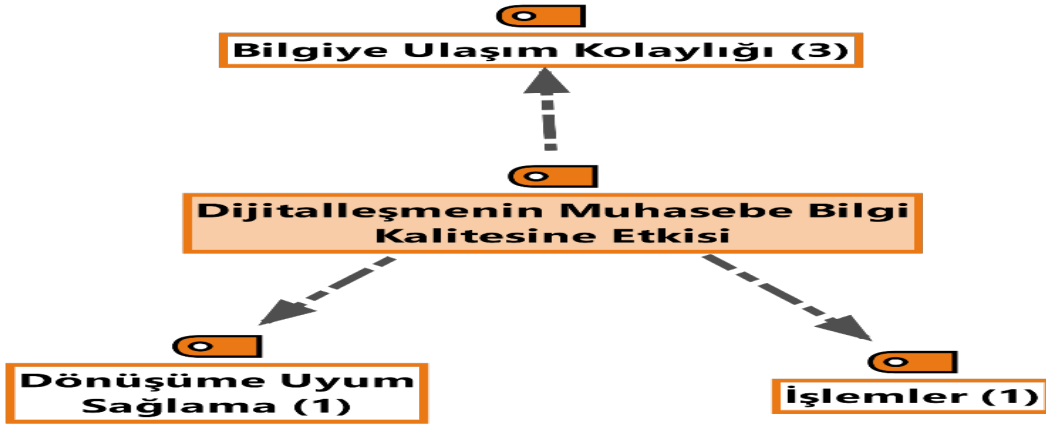 Bilgiye Ulaşım Kolaylığı (3)
Dijitalleşmenin Muhasebe Bilgi
Kalitesine Etkisi
Dönüşüme Uyum
Sağlama (1)
İşlemler (1)